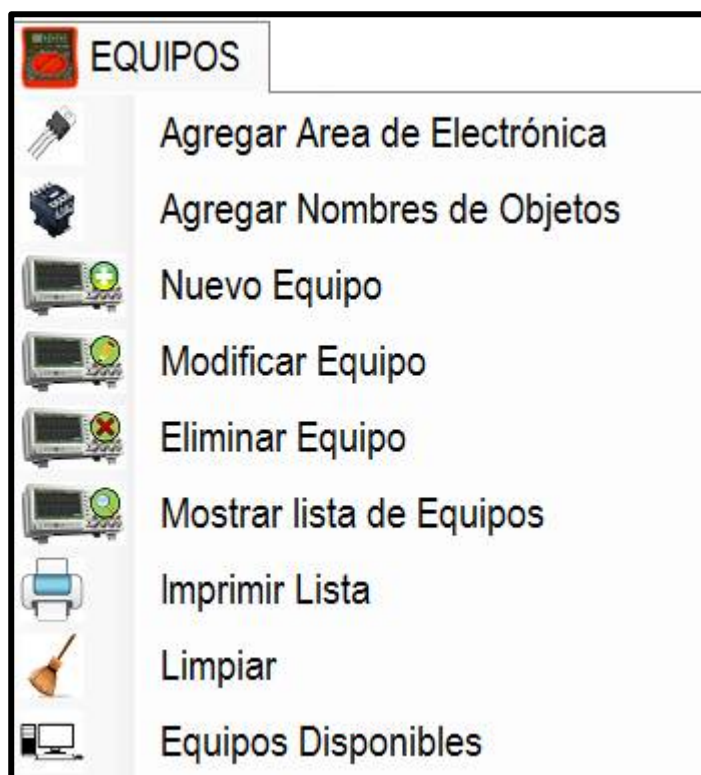 EQUIPOS
Agregar Area de Electrónica
Agregar Nombres de Objetos
Nuevo Equipo
Modificar Equipo
Eliminar Equipo
Mostrar lista de Equipos
Imprimir Lista
Limpiar
Equipos Disponibles